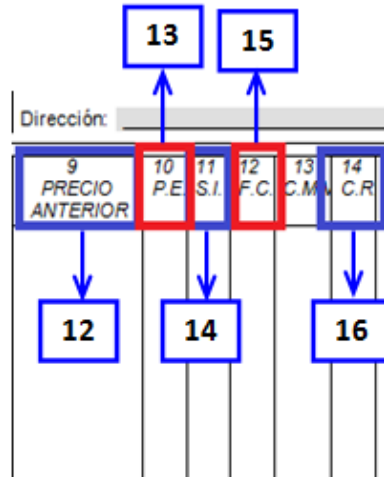 13 15
Dirección:
9 10 11 12 13 14
PRECIO P.E. S.I. F.C. C.M C.R
ANTERIOR
12 14 16